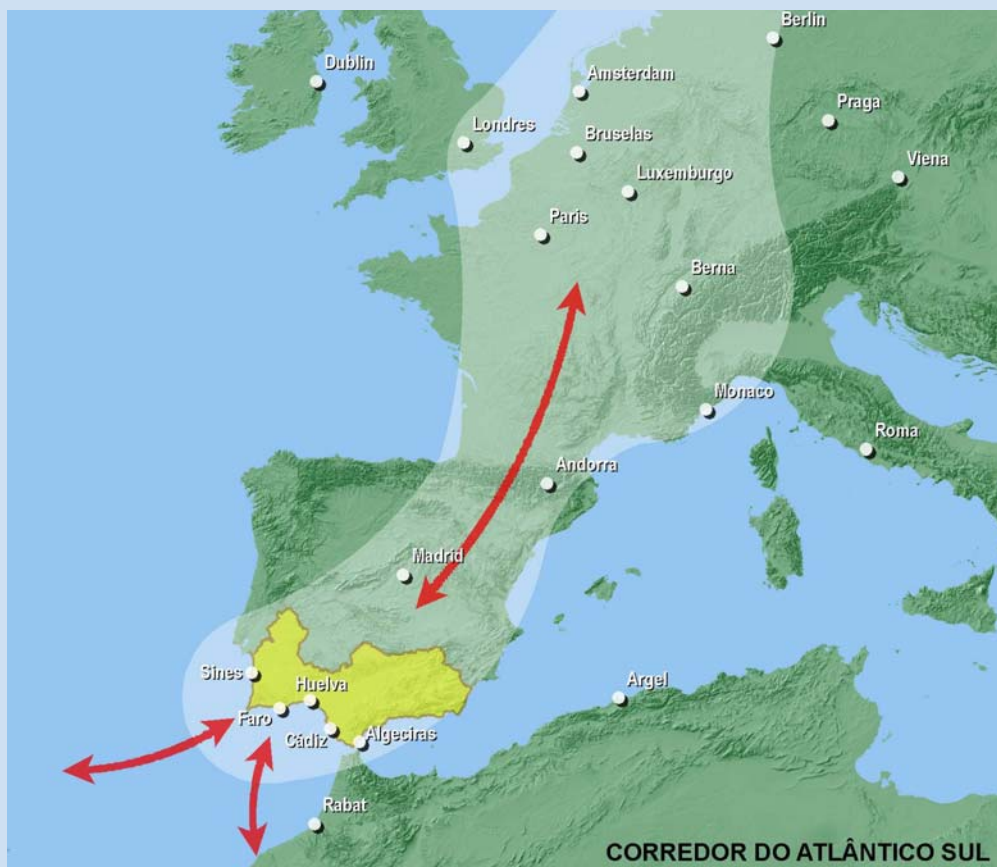 Berlin
Dublin
Amsterdam
Praga
Londres
Bruselas
Viena
Luxemburgo
Paris
Berna
Monaco
Roma
Andorra
Madrid
Sines
Huelva
Argel
Faro
Cádiz
Algeciras
Rabat
CORREDOR DO ATLÂNTICO SUL